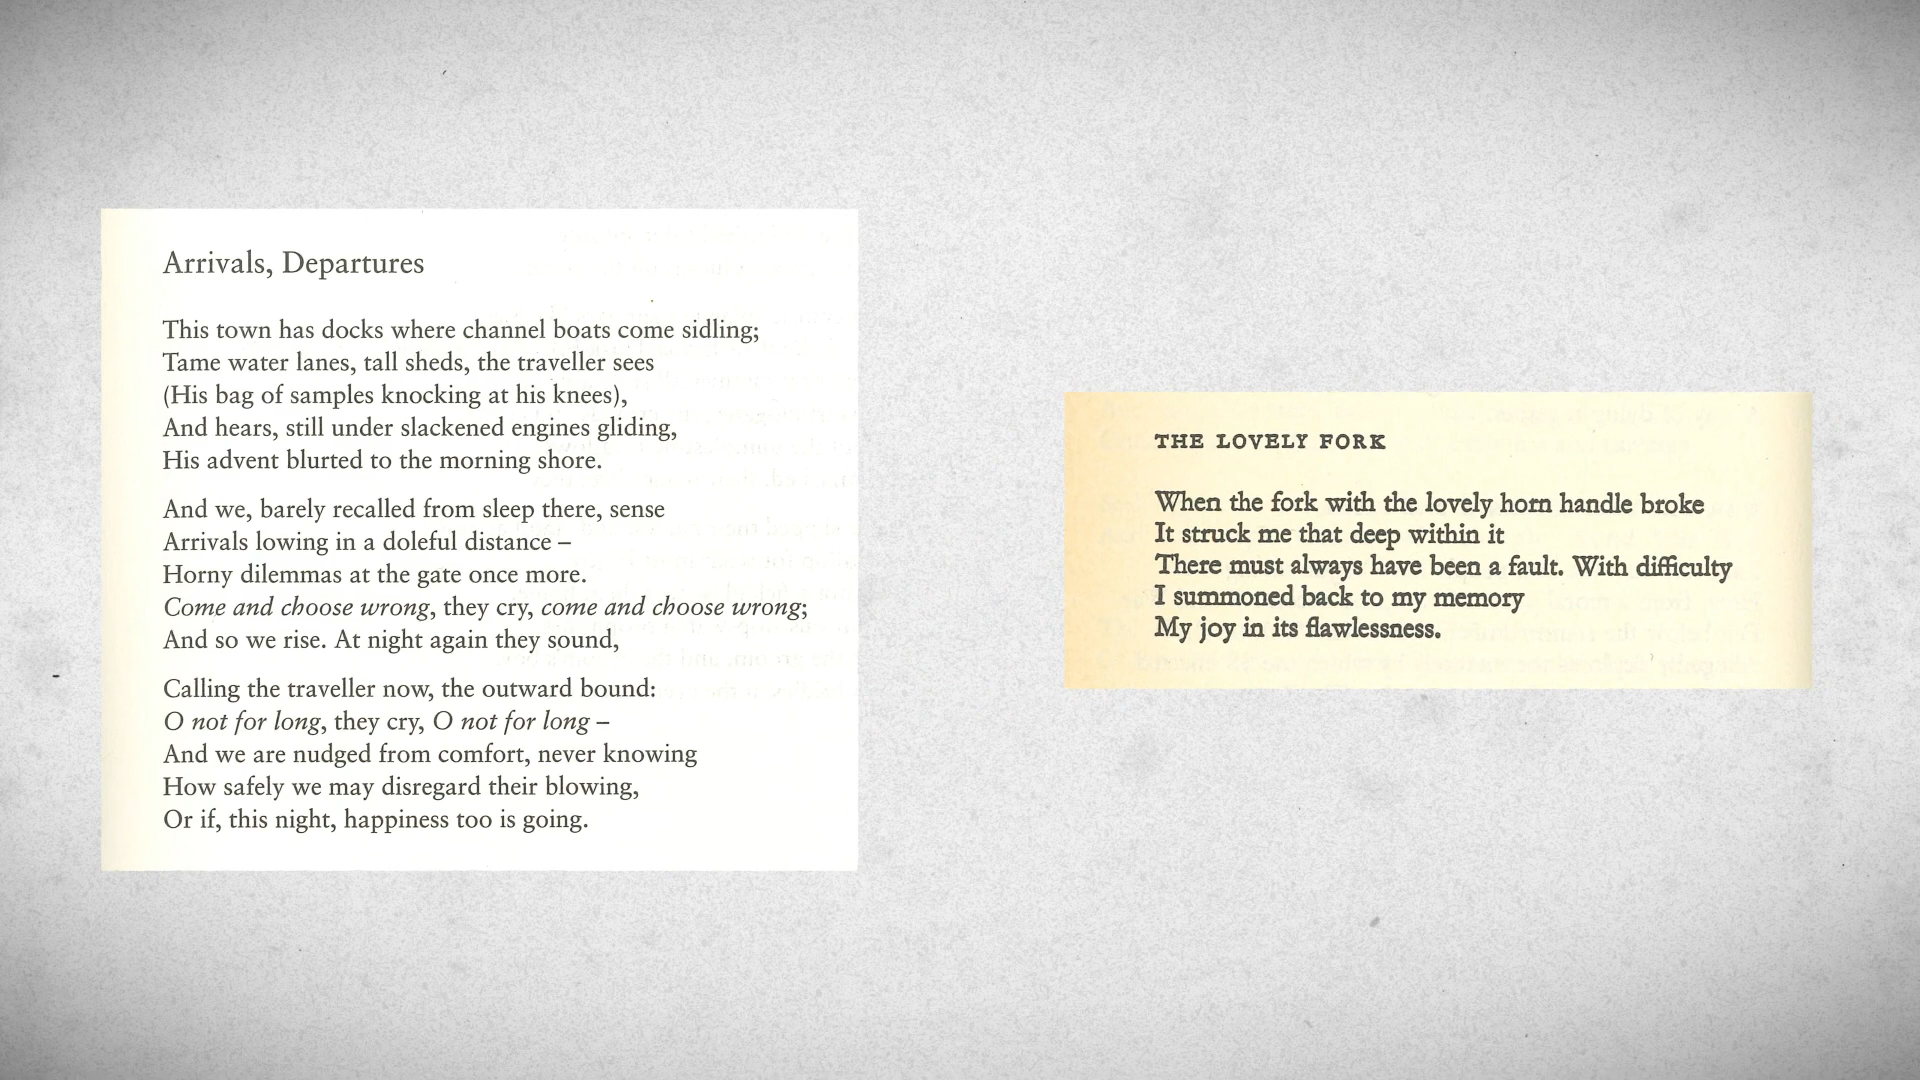 Arrivals, Departures
This town has docks where channel boats come sidling;
Tame water lanes, tall sheds, the traveller sees
(His bag of samples knocking at his knees),
And hears, still under slackened engines gliding,
His advent blurted to the morning shore.
And we, barely recalled from sleep there, sense
Arrivals lowing in a doleful distance –
Horny dilemmas at the gate once more.
Come and choose wrong, they cry, come and choose wrong;
And so we rise. At night again they sound,
Calling the traveller now, the outward bound:
O not for long, they cry, O not for long –
And we are nudged from comfort, never knowing
How safely we may disregard their blowing,
Or if, this night, happiness too is going.
THE LOVELY FORK
When the fork with the lovely horn handle broke
It struck me that deep within it
There must always have been a fault. With difficulty
I summoned back to my memory
My joy in its flawlessness.